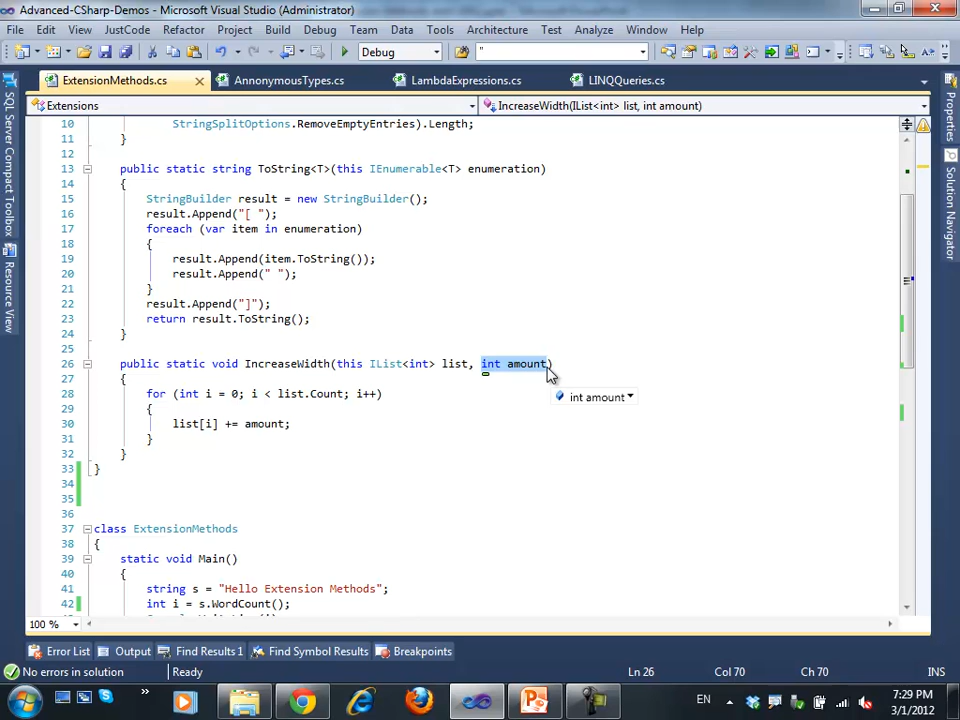 Advanced-CSharp-Demos - Microsoft Visual Studio (Administrator)
File Edit View JustCode Refactor Project Build Debug Team Data Tools Architecture Test Analyze Window Help
Debug "
ExtensionMethods.cs AnnonymousTypes.cs LambdaExpressions.cs LINQQueries.cs
Extensions IncreaseWidth(IList<int> list, int amount)
10 StringSplitOptions.RemoveEmptyEntries).Length;
11 }
12
13 public static string ToString<T>(this IEnumerable<T> enumeration)
14 {
15 StringBuilder result = new StringBuilder();
16 result.Append("[ ");
17 foreach (var item in enumeration)
18 {
19 result.Append(item.ToString());
20 result.Append(" ");
21 }
22 result.Append("]");
23 return result.ToString();
24 }
25
26 public static void IncreaseWidth(this IList<int> list, int amount)
27 {
int amount
28 for (int i = 0; i < list.Count; i++)
29 {
30 list[i] += amount;
31 }
32 }
33 }
34
35
36
37 class ExtensionMethods
38 {
39 static void Main()
40 {
41 string s = "Hello Extension Methods";
42 int i = s.WordCount();
100 %
Error List Output Find Results 1 Find Symbol Results Breakpoints
No errors in solution Ready Ln 26 Col 70 Ch 70 INS
EN 7:29 PM
3/1/2012
SQL Server Compact Toolbox
Resource View
Properties
Solution Navigator